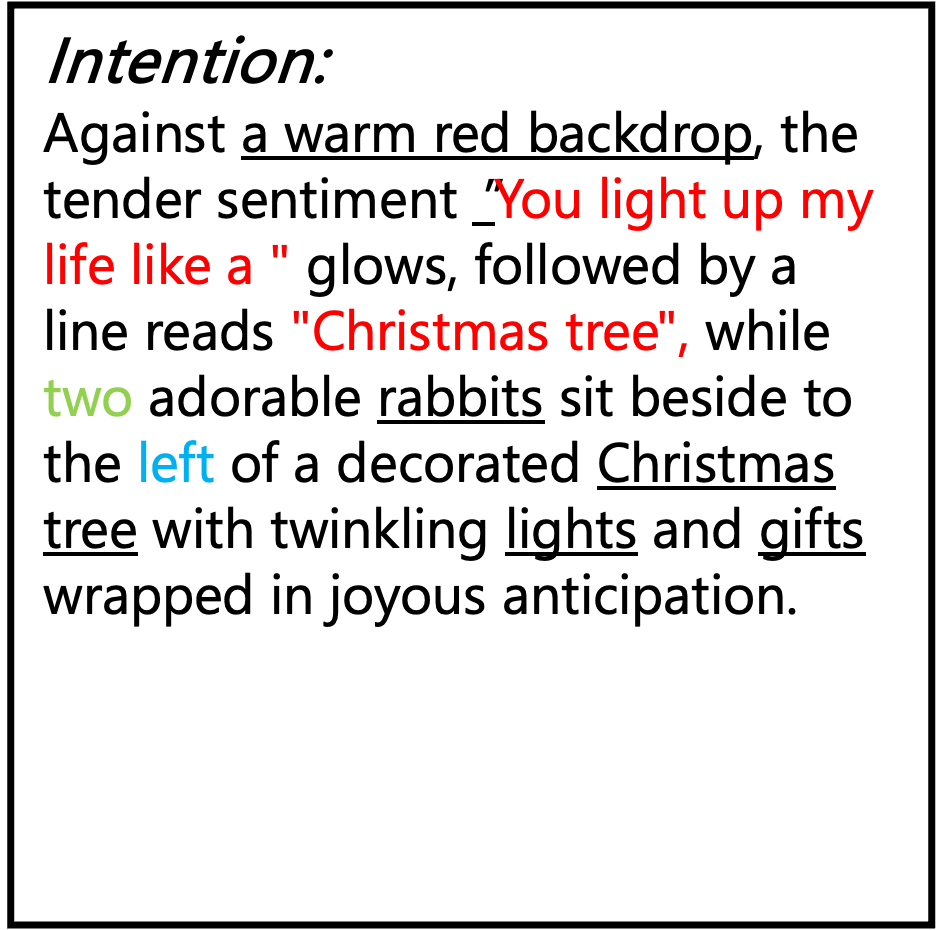 Intention:
Against a warm red backdrop, the
tender sentiment "You light up my
life like a " glows, followed by a
line reads "Christmas tree", while
two adorable rabbits sit beside to
the left of a decorated Christmas
tree with twinkling lights and gifts
wrapped in joyous anticipation.